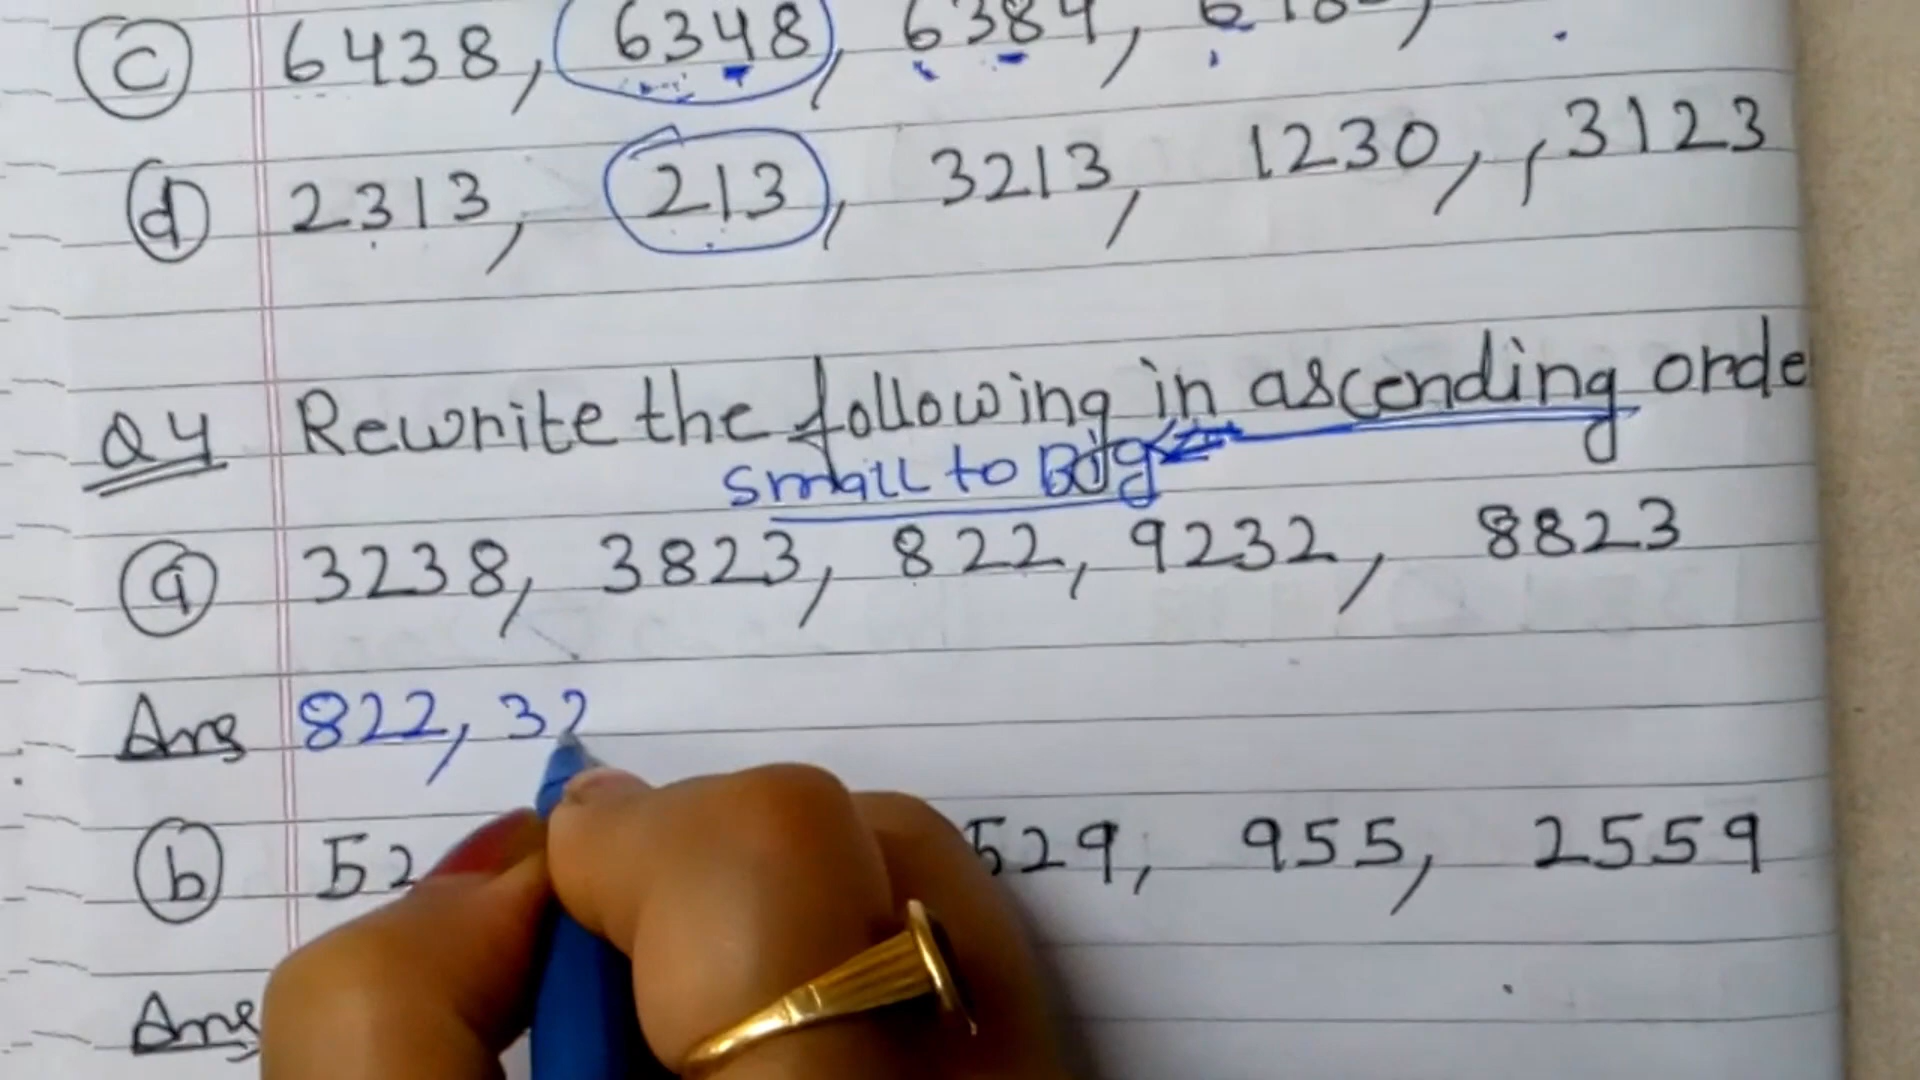 c 6438, 6348, 6384,
d 2313, 213, 3213, 1230, , 3123
Q4 Rewrite the following in ascending orde
small to Big
a 3238, 3823, 822, 9232, 8823
Ans 822, 32
b 52 529, 955, 2559
Ans